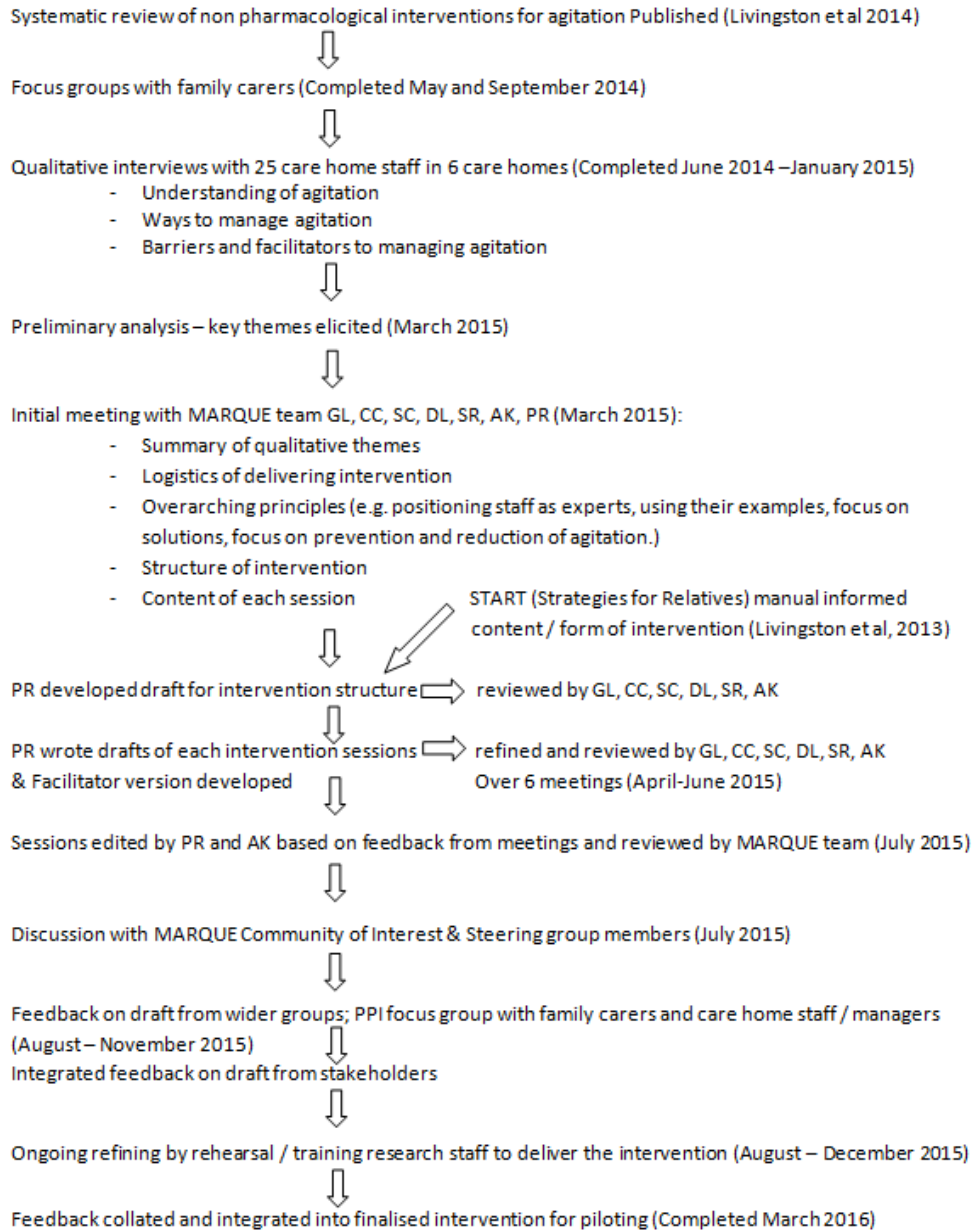 Systematic review of non pharmacological interventions for agitation Published (Livingston et al 2014)
Focus groups with family carers (Completed May and September 2014)
Qualitative interviews with 25 care home staff in 6 care homes (Completed June 2014 –January 2015)
- Understanding of agitation
- Ways to manage agitation
- Barriers and facilitators to managing agitation
Preliminary analysis – key themes elicited (March 2015)
Initial meeting with MARQUE team GL, CC, SC, DL, SR, AK, PR (March 2015):
- Summary of qualitative themes
- Logistics of delivering intervention
- Overarching principles (e.g. positioning staff as experts, using their examples, focus on
solutions, focus on prevention and reduction of agitation.)
- Structure of intervention
- Content of each session
START (Strategies for Relatives) manual informed
content / form of intervention (Livingston et al, 2013)
PR developed draft for intervention structure
reviewed by GL, CC, SC, DL, SR, AK
PR wrote drafts of each intervention sessions
& Facilitator version developed
refined and reviewed by GL, CC, SC, DL, SR, AK
Over 6 meetings (April-June 2015)
Sessions edited by PR and AK based on feedback from meetings and reviewed by MARQUE team (July 2015)
Discussion with MARQUE Community of Interest & Steering group members (July 2015)
Feedback on draft from wider groups; PPI focus group with family carers and care home staff / managers
(August – November 2015)
Integrated feedback on draft from stakeholders
Ongoing refining by rehearsal / training research staff to deliver the intervention (August – December 2015)
Feedback collated and integrated into finalised intervention for piloting (Completed March 2016)